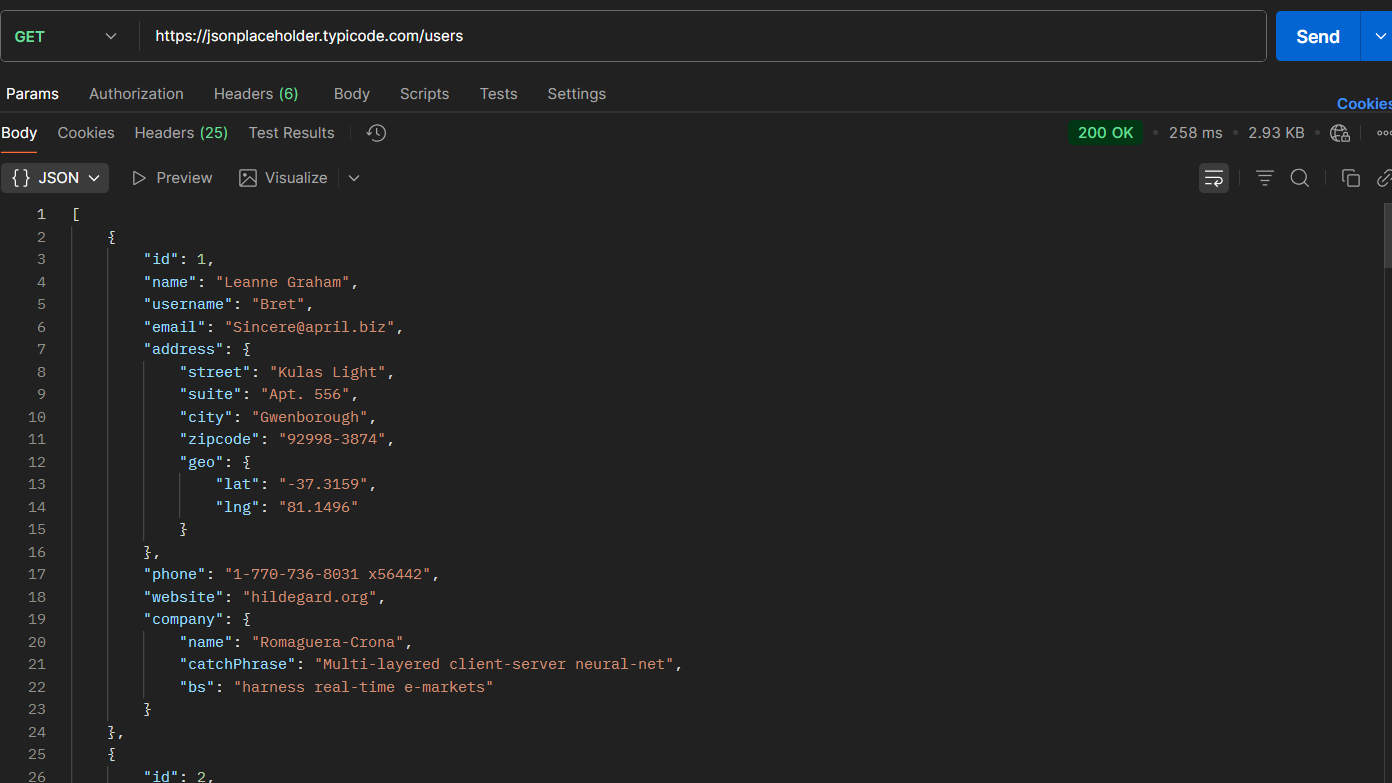 GET https://jsonplaceholder.typicode.com/users Send
Params Authorization Headers (6) Body Scripts Tests Settings
Cookies
Body Cookies Headers (25) Test Results 200 OK • 258 ms • 2.93 KB •
{} JSON Preview Visualize
1 [
2 {
3 "id": 1,
4 "name": "Leanne Graham",
5 "username": "Bret",
6 "email": "Sincere@april.biz",
7 "address": {
8 "street": "Kulas Light",
9 "suite": "Apt. 556",
10 "city": "Gwenborough",
11 "zipcode": "92998-3874",
12 "geo": {
13 "lat": "-37.3159",
14 "lng": "81.1496"
15 }
16 },
17 "phone": "1-770-736-8031 x56442",
18 "website": "hildegard.org",
19 "company": {
20 "name": "Romaguera-Crona",
21 "catchPhrase": "Multi-layered client-server neural-net",
22 "bs": "harness real-time e-markets"
23 }
24 },
25 {
26 "id": 2,